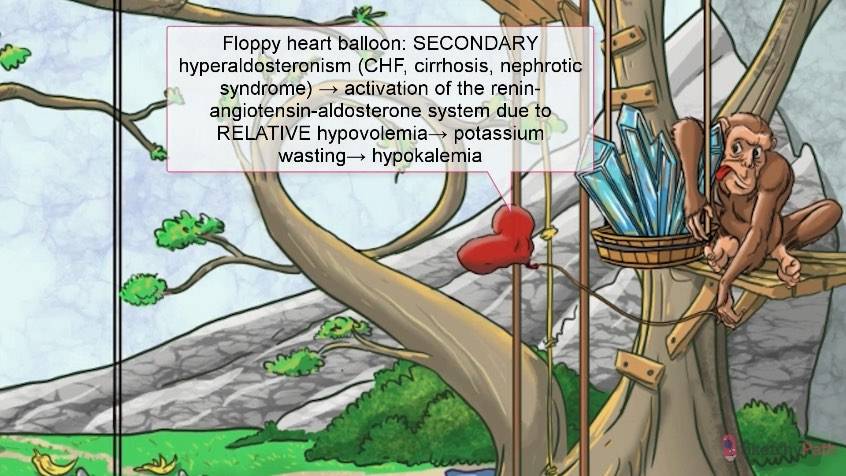 Floppy heart balloon: SECONDARY
hyperaldosteronism (CHF, cirrhosis, nephrotic
syndrome) → activation of the renin-
angiotensin-aldosterone system due to
RELATIVE hypovolemia→ potassium
wasting→ hypokalemia
SketchyPath